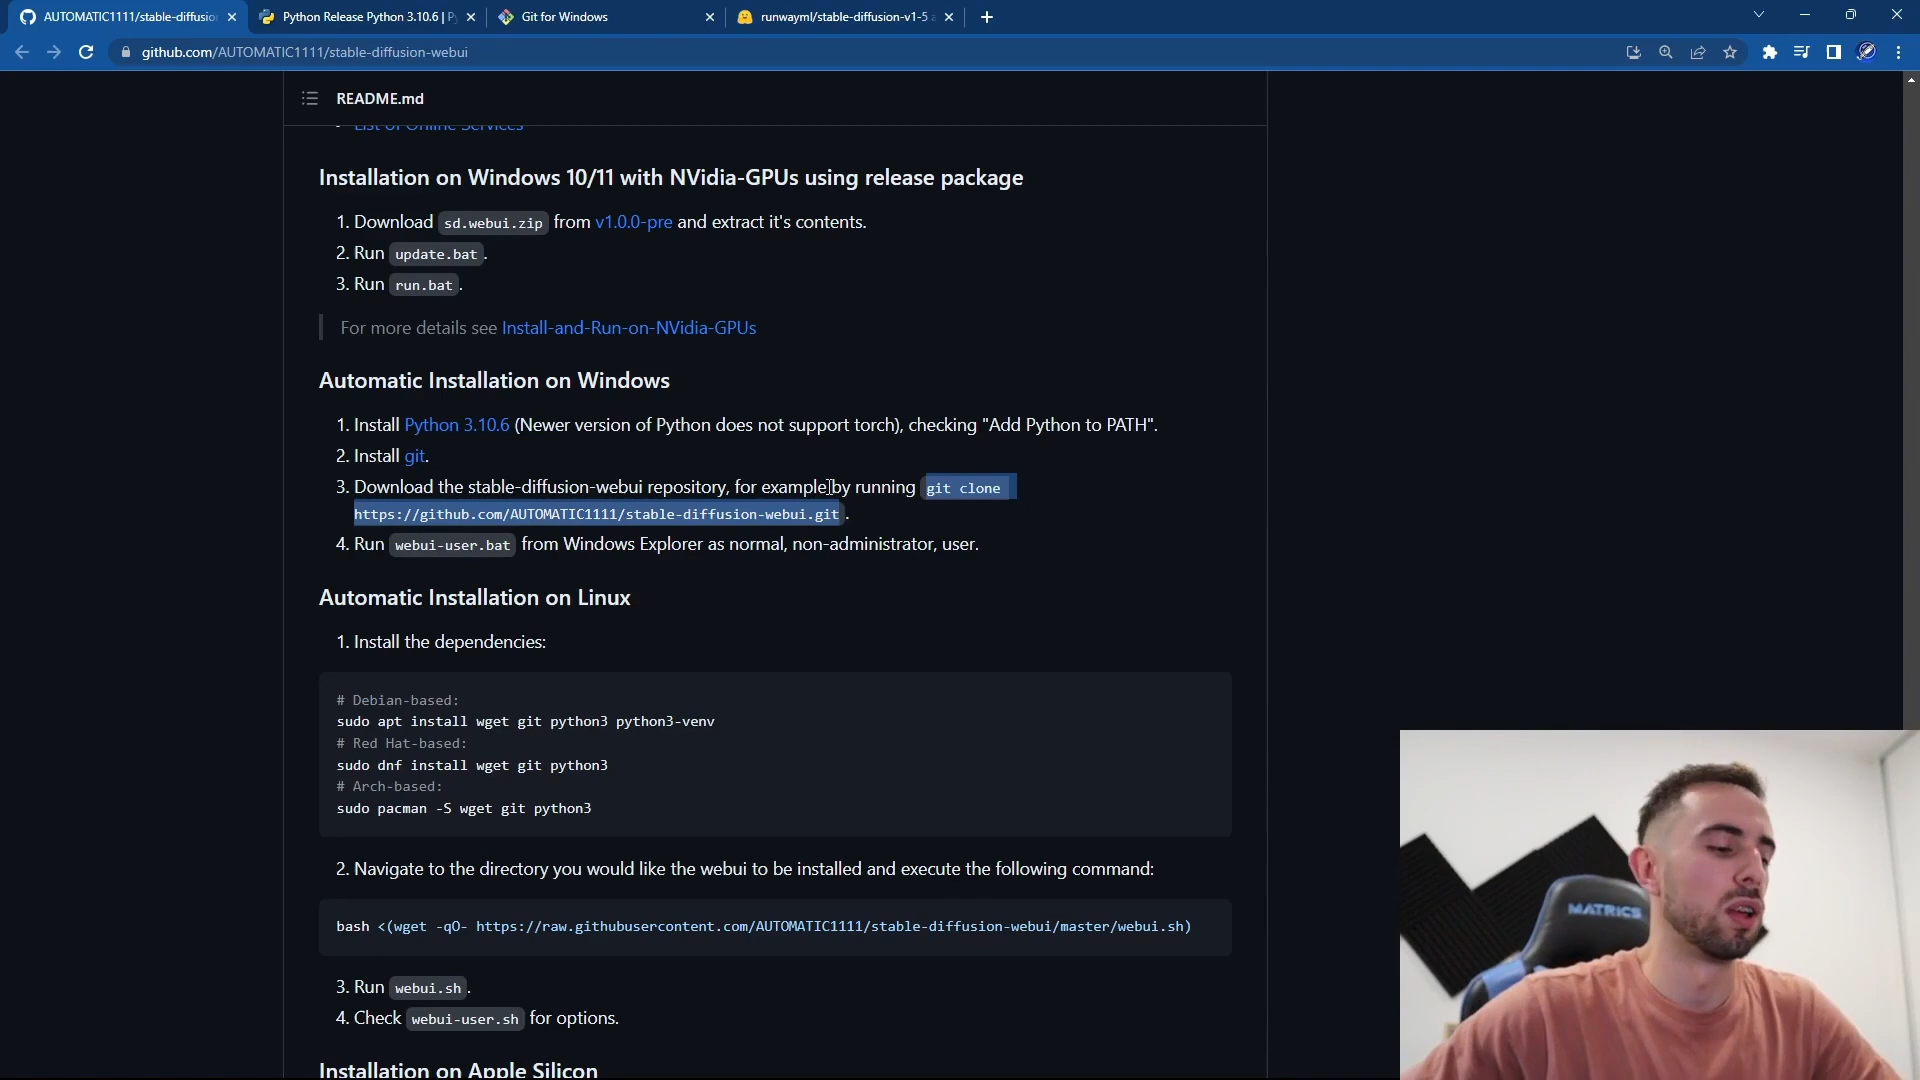 AUTOMATIC1111/stable-diffusion
Python Release Python 3.10.6 | Py
Git for Windows
runwayml/stable-diffusion-v1-5 a
github.com/AUTOMATIC1111/stable-diffusion-webui
README.md
List of Online Services
Installation on Windows 10/11 with NVidia-GPUs using release package
1. Download sd.webui.zip from v1.0.0-pre and extract it's contents.
2. Run update.bat.
3. Run run.bat.
For more details see Install-and-Run-on-NVidia-GPUs
Automatic Installation on Windows
1. Install Python 3.10.6 (Newer version of Python does not support torch), checking "Add Python to PATH".
2. Install git.
3. Download the stable-diffusion-webui repository, for example by running git clone
https://github.com/AUTOMATIC1111/stable-diffusion-webui.git.
4. Run webui-user.bat from Windows Explorer as normal, non-administrator, user.
Automatic Installation on Linux
1. Install the dependencies:
# Debian-based:
sudo apt install wget git python3 python3-venv
# Red Hat-based:
sudo dnf install wget git python3
# Arch-based:
sudo pacman -S wget git python3
2. Navigate to the directory you would like the webui to be installed and execute the following command:
bash <(wget -qO- https://raw.githubusercontent.com/AUTOMATIC1111/stable-diffusion-webui/master/webui.sh)
3. Run webui.sh.
4. Check webui-user.sh for options.
Installation on Apple Silicon
MATRICS